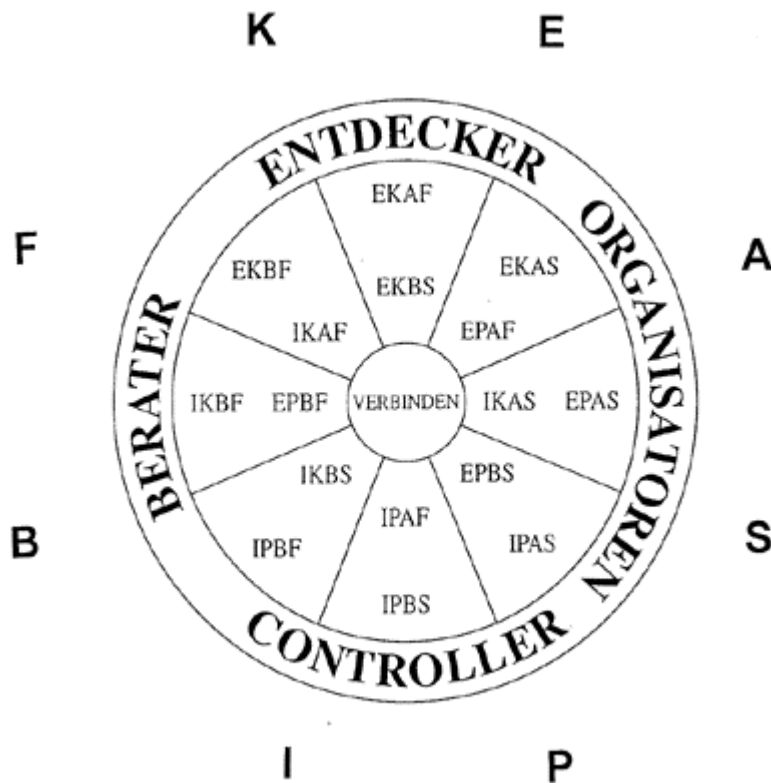 K E
ENTDECKER
EKAF
ORGANISATOREN
F A
EKBF EKAS
EKBS
IKAF EPAF
BERATER
IKBF EPBF VERBINDEN IKAS EPAS
IKBS EPBS
IPAF
B S
IPBF IPAS
IPBS
CONTROLLER
I P